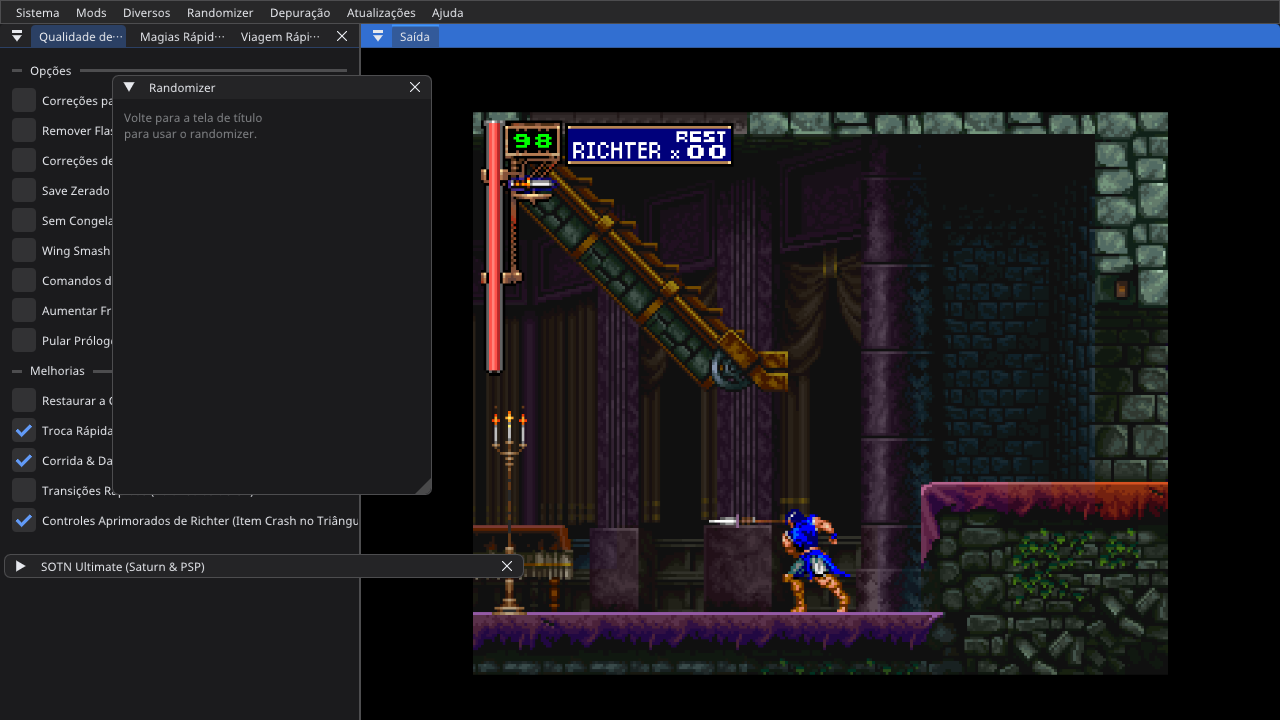 Sistema Mods Diversos Randomizer Depuração Atualizações Ajuda
Qualidade de··· Magias Rápid··· Viagem Rápi···
Saída
Opções
Randomizer
Volte para a tela de título
para usar o randomizer.
Correções pa
Remover Flas
Correções de
Save Zerado
Sem Congela
Wing Smash
Comandos d
Aumentar Fr
Pular Prólogo
Melhorias
Restaurar a
Troca Rápida
Corrida & Da
Transições
Controles Aprimorados de Richter (Item Crash no Triângu
SOTN Ultimate (Saturn & PSP)
98
REST
RICHTER x 00